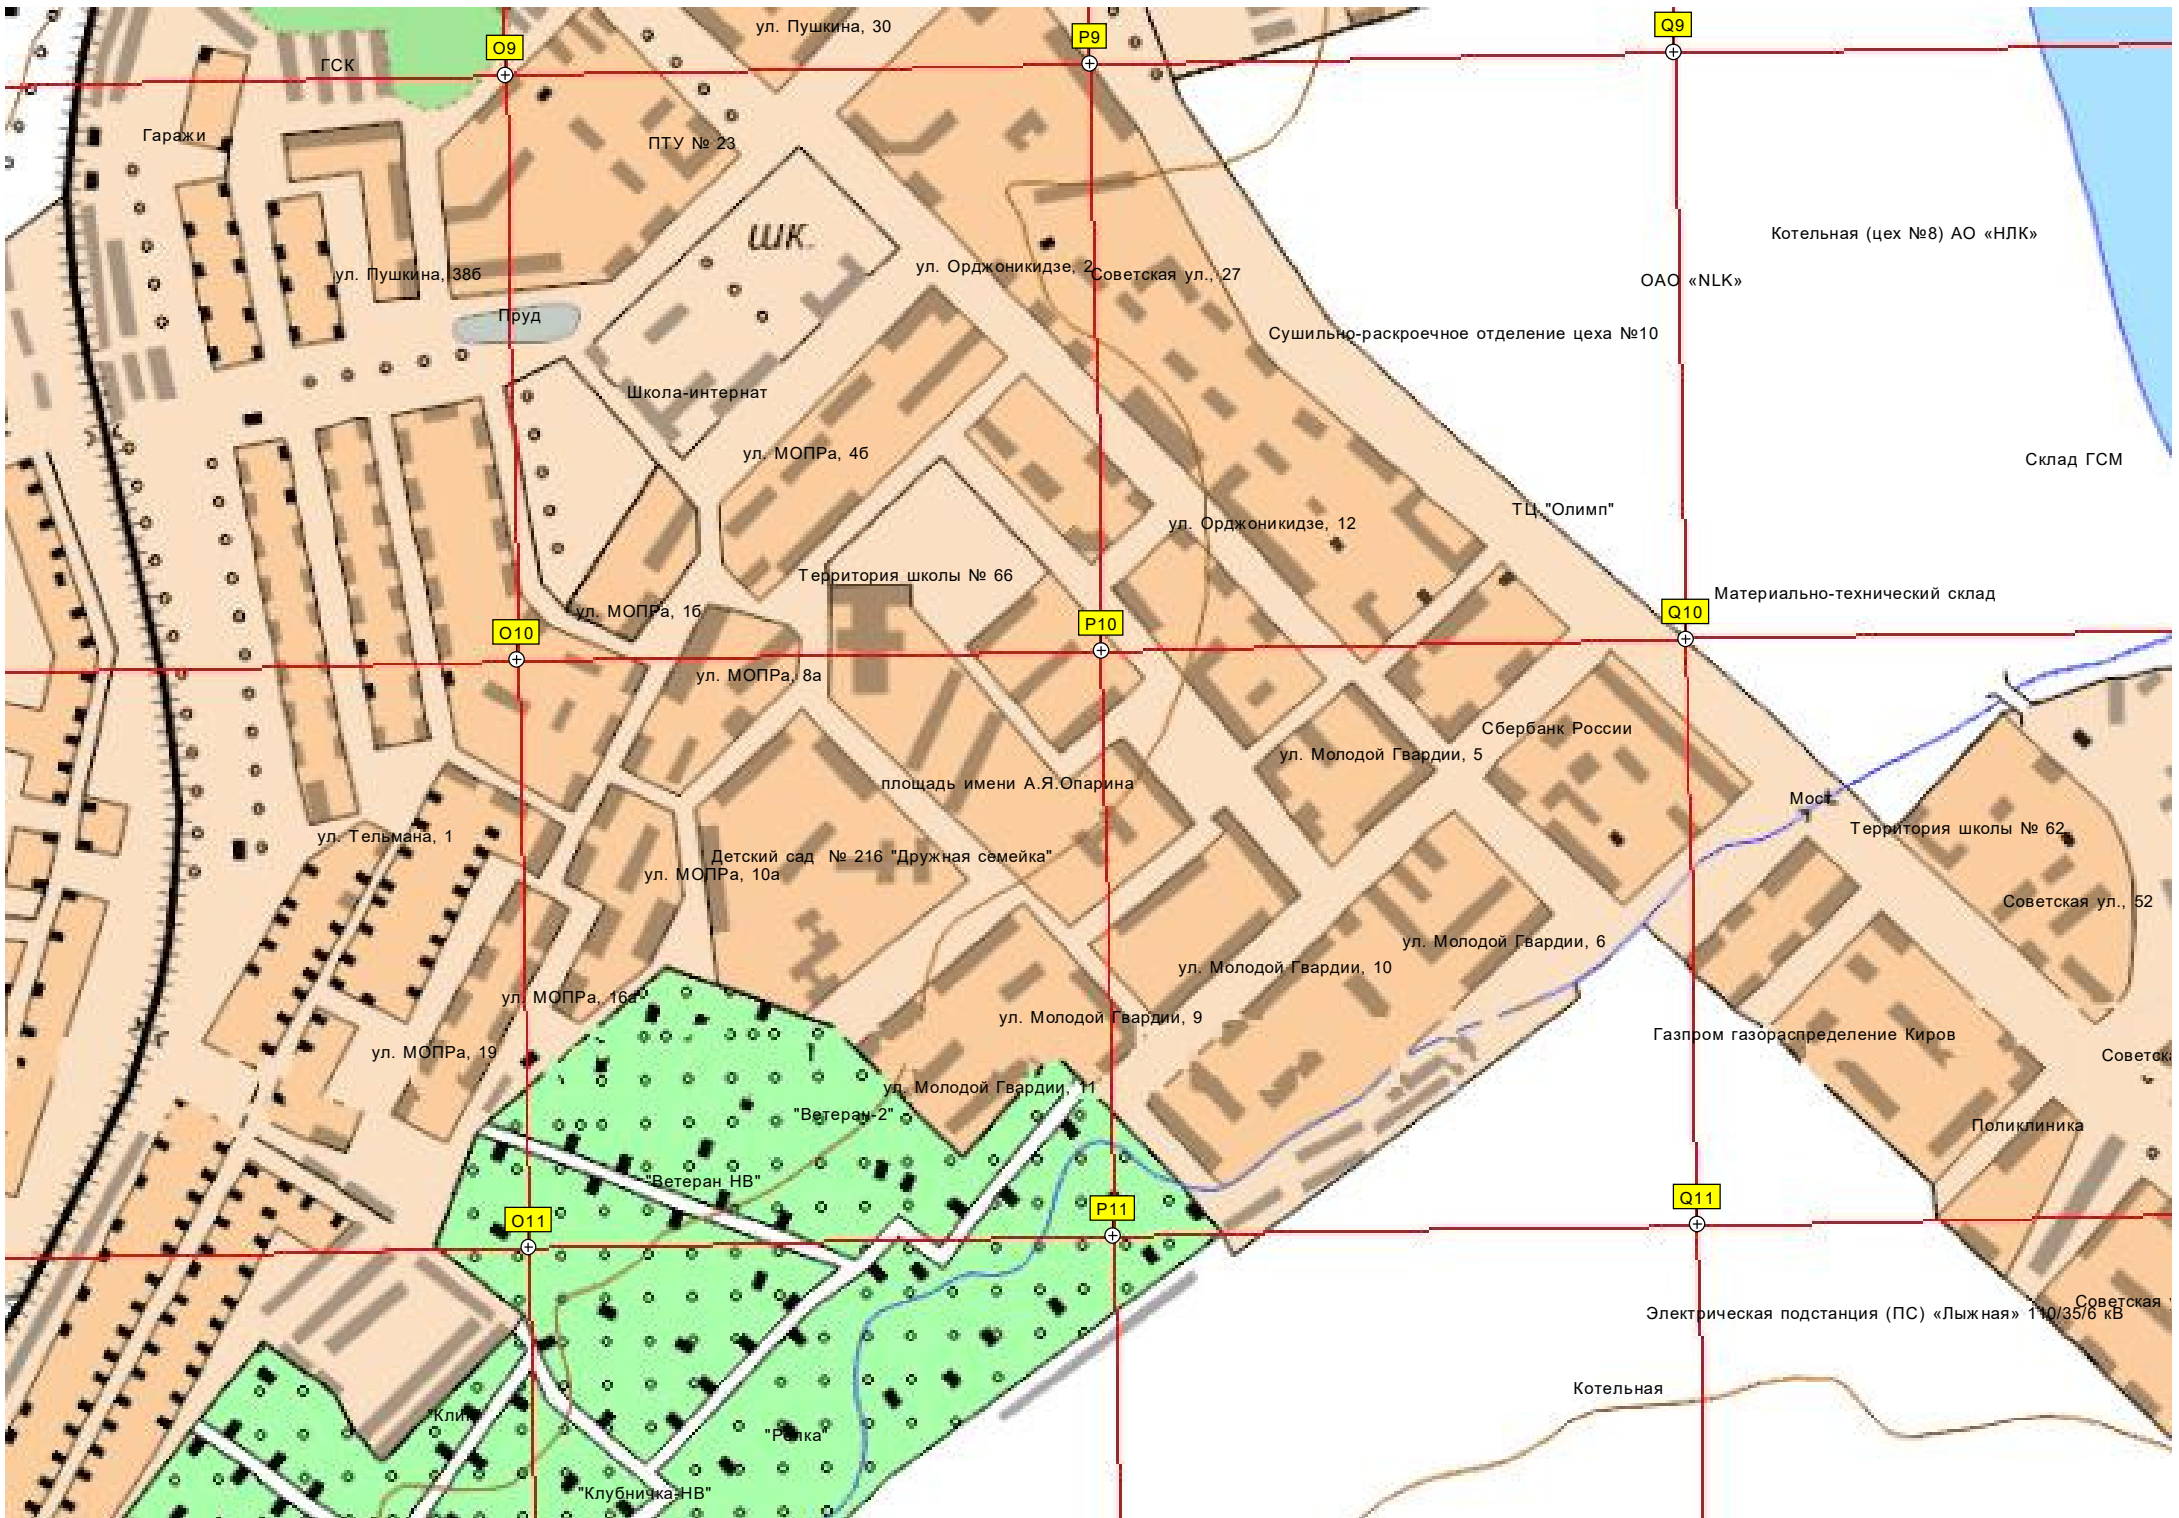 ул. Пушкина, 30
Q9
P9
O9
ГСК
Гаражи
ПТУ № 23
ШК.
Котельная (цех №8) АО «НЛК»
ул. Орджоникидзе, 2
Советская ул., 27
ул. Пушкина, 38б
ОАО «NLK»
Пруд
Сушильно-раскроечное отделение цеха №10
Школа-интернат
ул. МОПРа, 4б
Склад ГСМ
ТЦ "Олимп"
ул. Орджоникидзе, 12
Территория школы № 66
Материально-технический склад
ул. МОПРа, 1б
Q10
P10
O10
ул. МОПРа, 8а
Сбербанк России
ул. Молодой Гвардии, 5
площадь имени А.Я.Опарина
Мост
Территория школы № 62
ул. Тельмана, 1
Детский сад № 216 "Дружная семейка"
ул. МОПРа, 10а
Советская ул., 52
ул. Молодой Гвардии, 6
ул. Молодой Гвардии, 10
ул. МОПРа, 16а
ул. Молодой Гвардии, 9
Газпром газораспределение Киров
ул. МОПРа, 19
ул. Молодой Гвардии, 11
"Ветеран-2"
Поликлиника
"Ветеран НВ"
Q11
P11
O11
Советская
Электрическая подстанция (ПС) «Лыжная» 110/35/6 кВ
Котельная
"Клубничка-НВ"